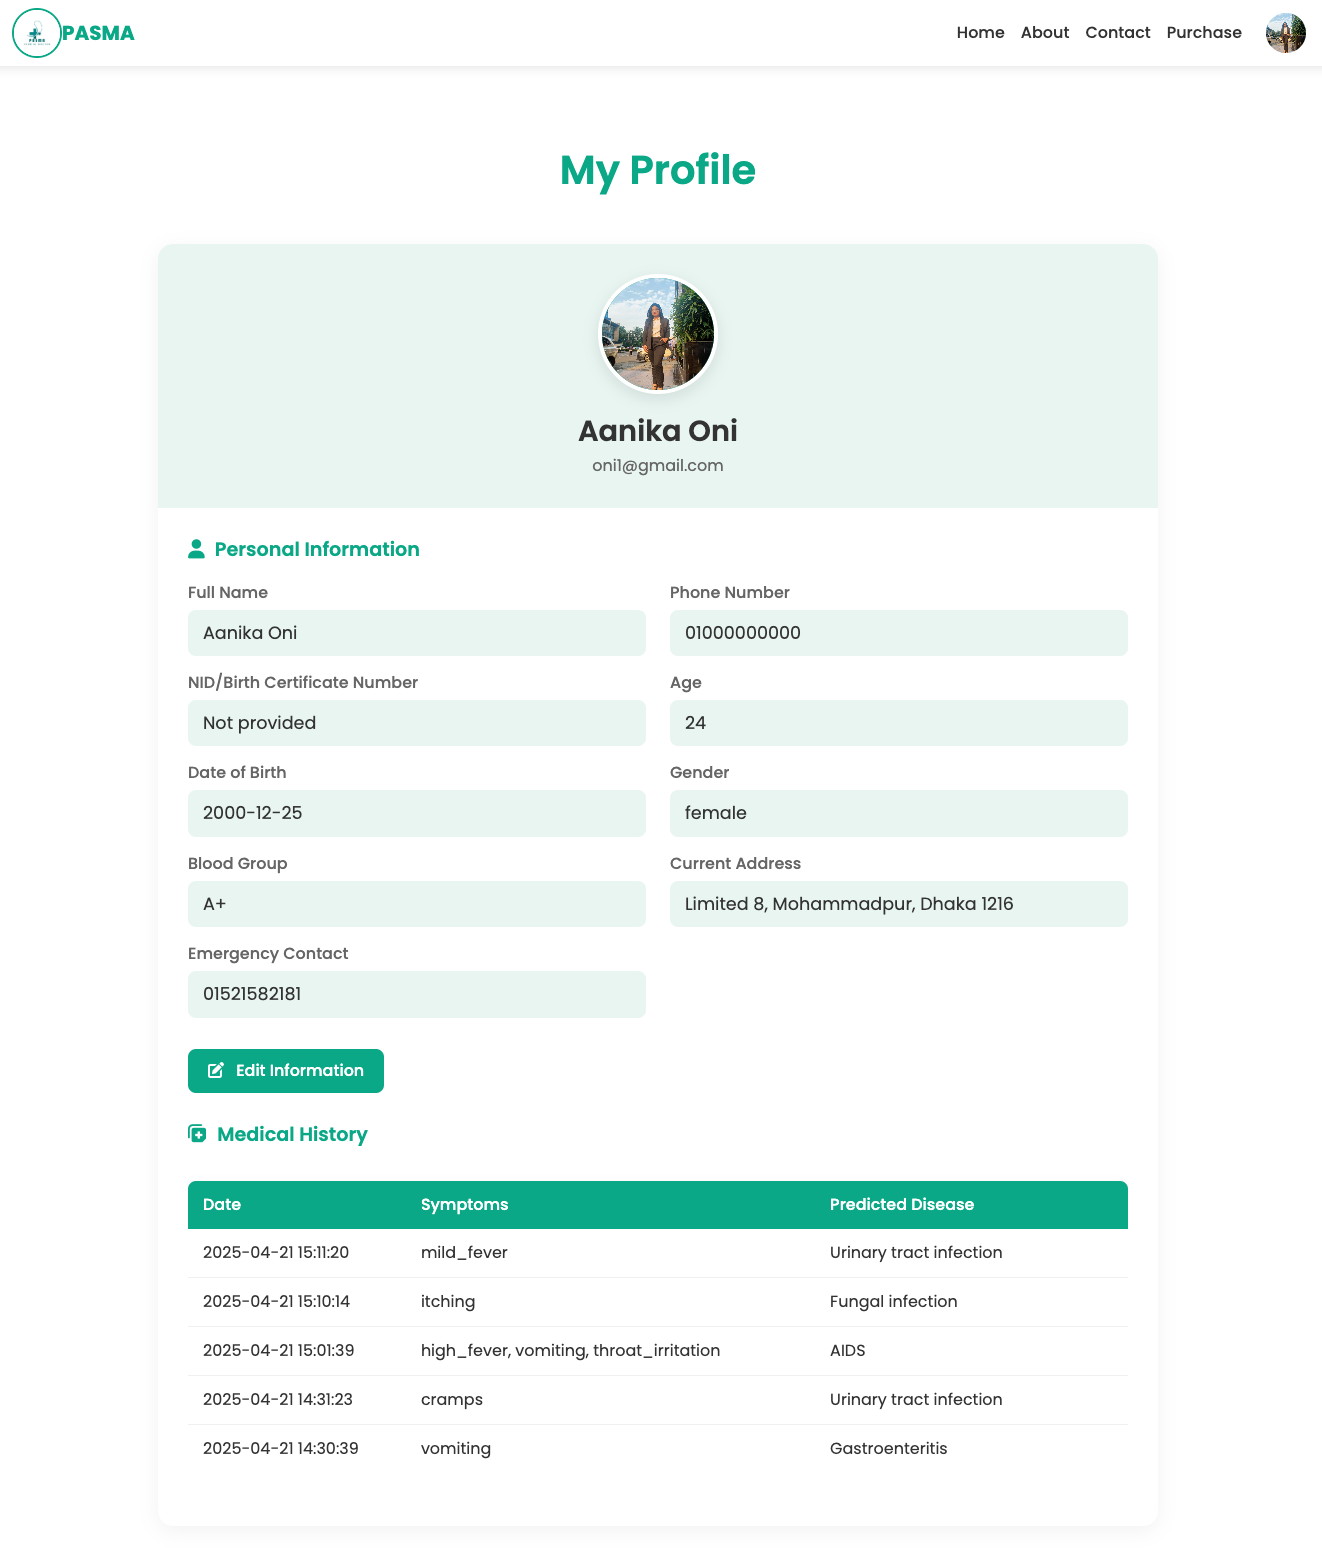 PASMA
Home About Contact Purchase
My Profile
Aanika Oni
oni1@gmail.com
Personal Information
Full Name
Aanika Oni
Phone Number
01000000000
NID/Birth Certificate Number
Not provided
Age
24
Date of Birth
2000-12-25
Gender
female
Blood Group
A+
Current Address
Limited 8, Mohammadpur, Dhaka 1216
Emergency Contact
01521582181
Edit Information
Medical History
Date Symptoms Predicted Disease
2025-04-21 15:11:20 mild_fever Urinary tract infection
2025-04-21 15:10:14 itching Fungal infection
2025-04-21 15:01:39 high_fever, vomiting, throat_irritation AIDS
2025-04-21 14:31:23 cramps Urinary tract infection
2025-04-21 14:30:39 vomiting Gastroenteritis